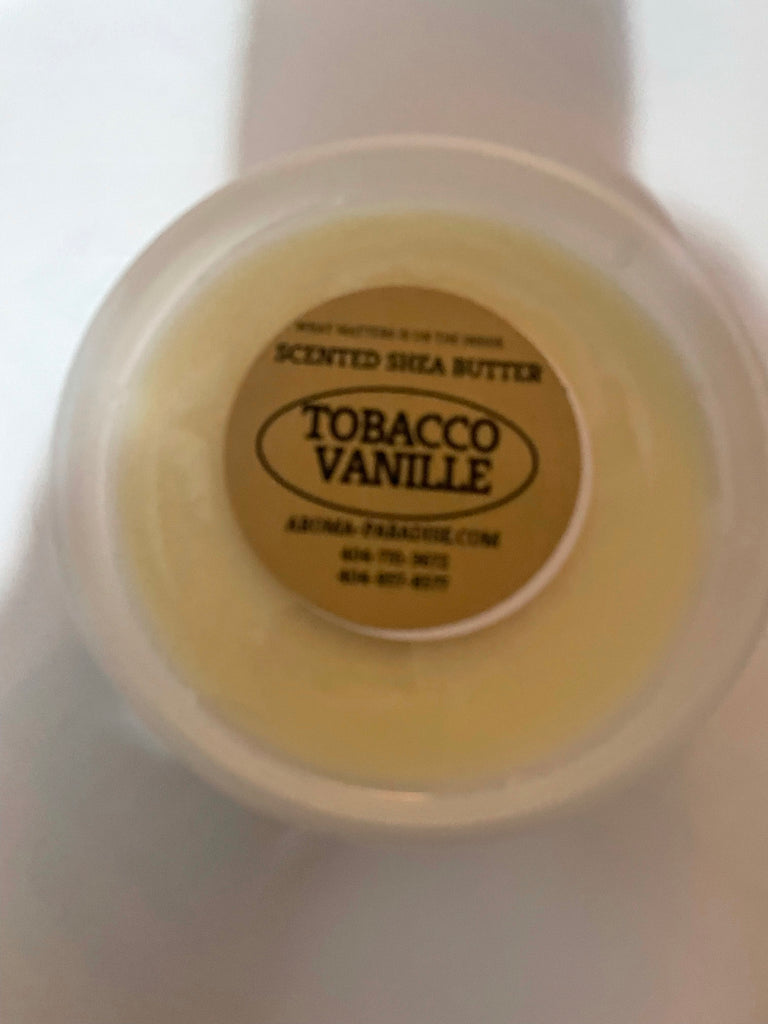 WHAT MATTERS IS ON THE INSIDE
SCENTED SHEA BUTTER
TOBACCO
VANILLE
AROMA-PARADISE.COM